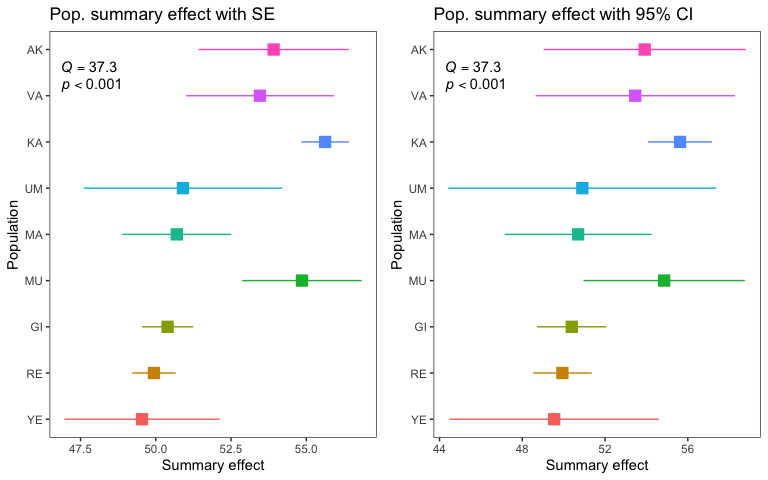 Pop. summary effect with SE
Q = 37.3
p < 0.001
Population
AK
VA
KA
UM
MA
MU
GI
RE
YE
47.5 50.0 52.5 55.0
Summary effect
Pop. summary effect with 95% CI
Q = 37.3
p < 0.001
Population
AK
VA
KA
UM
MA
MU
GI
RE
YE
44 48 52 56
Summary effect